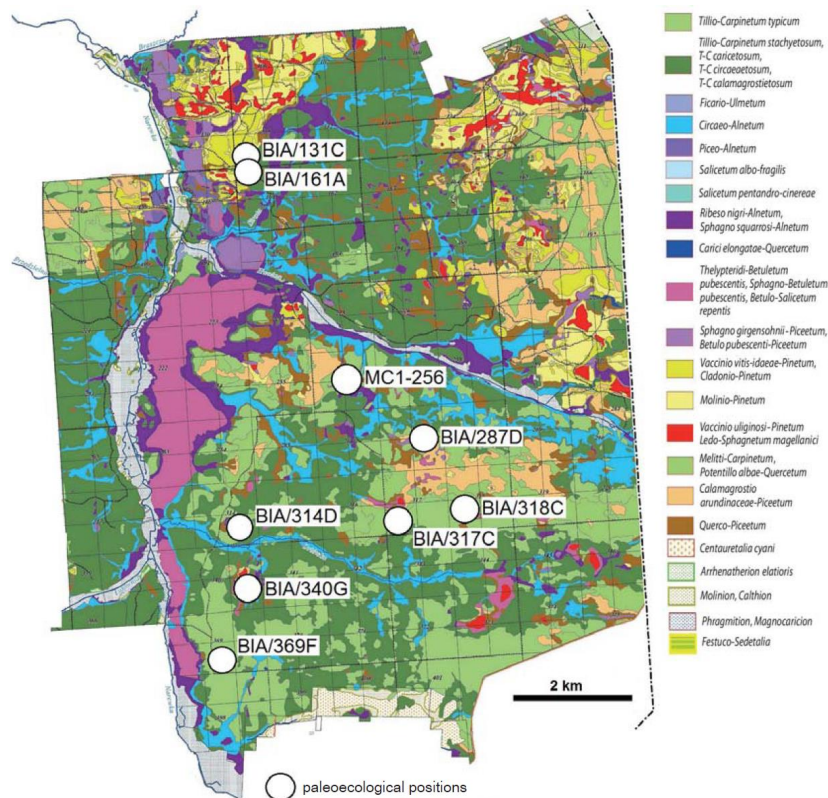 BIA/131C
BIA/161A
MC1-256
BIA/287D
BIA/318C
BIA/314D
BIA/317C
BIA/340G
BIA/369F
2 km
paleoecological positions
Tillio-Carpinetum typicum
Tillio-Carpinetum stachyetosum,
T-C caricetosum,
T-C circaeaetosum,
T-C calamagrostietosum
Ficario-Ulmetum
Circaeo-Alnetum
Piceo-Alnetum
Salicetum albo-fragilis
Salicetum pentandro-cinereae
Ribeso nigri-Alnetum,
Sphagno squarrosi-Alnetum
Carici elongatae-Quercetum
Thelypteridi-Betuletum
pubescentis, Sphagno-Betuletum
pubescentis, Betulo-Salicetum
repentis
Sphagno girgensohnii-Piceetum,
Betulo pubescenti-Piceetum
Vaccinio vitis-idaeae-Pinetum,
Cladonio-Pinetum
Molinio-Pinetum
Vaccinio uliginosi-Pinetum
Ledo-Sphagnetum magellanici
Melitti-Carpinetum,
Potentillo albae-Quercetum
Calamagrostio
arundinaceae-Piceetum
Querco-Piceetum
Centauretalia cyani
Arrhenatherion elatioris
Molinion, Calthion
Phragmition, Magnocaricion
Festuco-Sedetalia